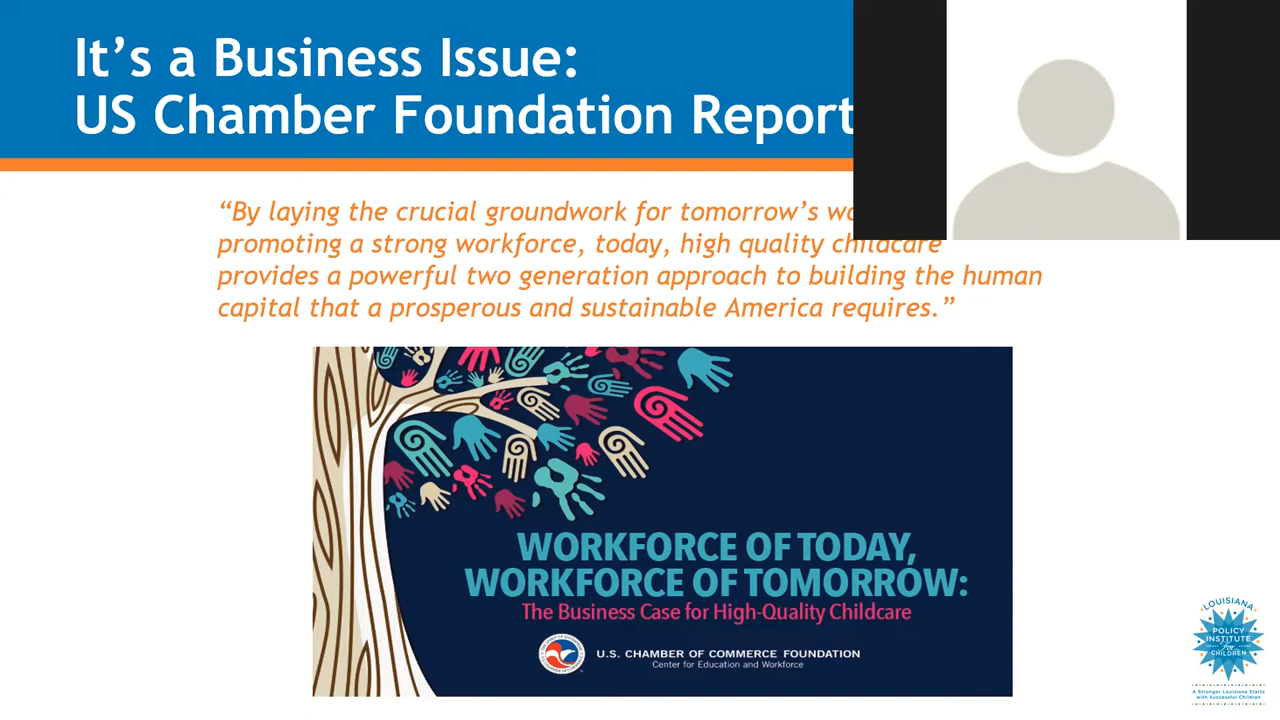 It’s a Business Issue:
US Chamber Foundation Report
“By laying the crucial groundwork for tomorrow’s
promoting a strong workforce, today, high quality childcare
provides a powerful two generation approach to building the human
capital that a prosperous and sustainable America requires.”
WORKFORCE OF TODAY,
WORKFORCE OF TOMORROW:
The Business Case for High-Quality Childcare
U.S. CHAMBER OF COMMERCE FOUNDATION
Center for Education and Workforce
LOUISIANA
POLICY
INSTITUTE
for
CHILDREN
A Stronger Louisiana Starts
with Successful Children